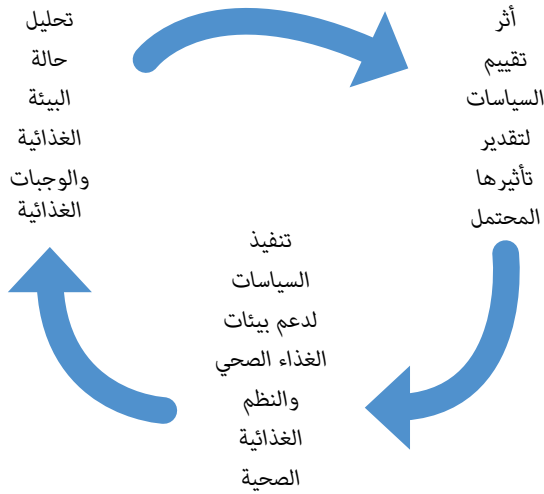 تحليل
حالة
البيئة
الغذائية
والوجبات
الغذائية
أثر
تقييم
السياسات
لتقدير
تأثيرها
المحتمل
تنفيذ
السياسات
لدعم بيئات
الغذاء الصحي
والنظم
الغذائية
الصحية